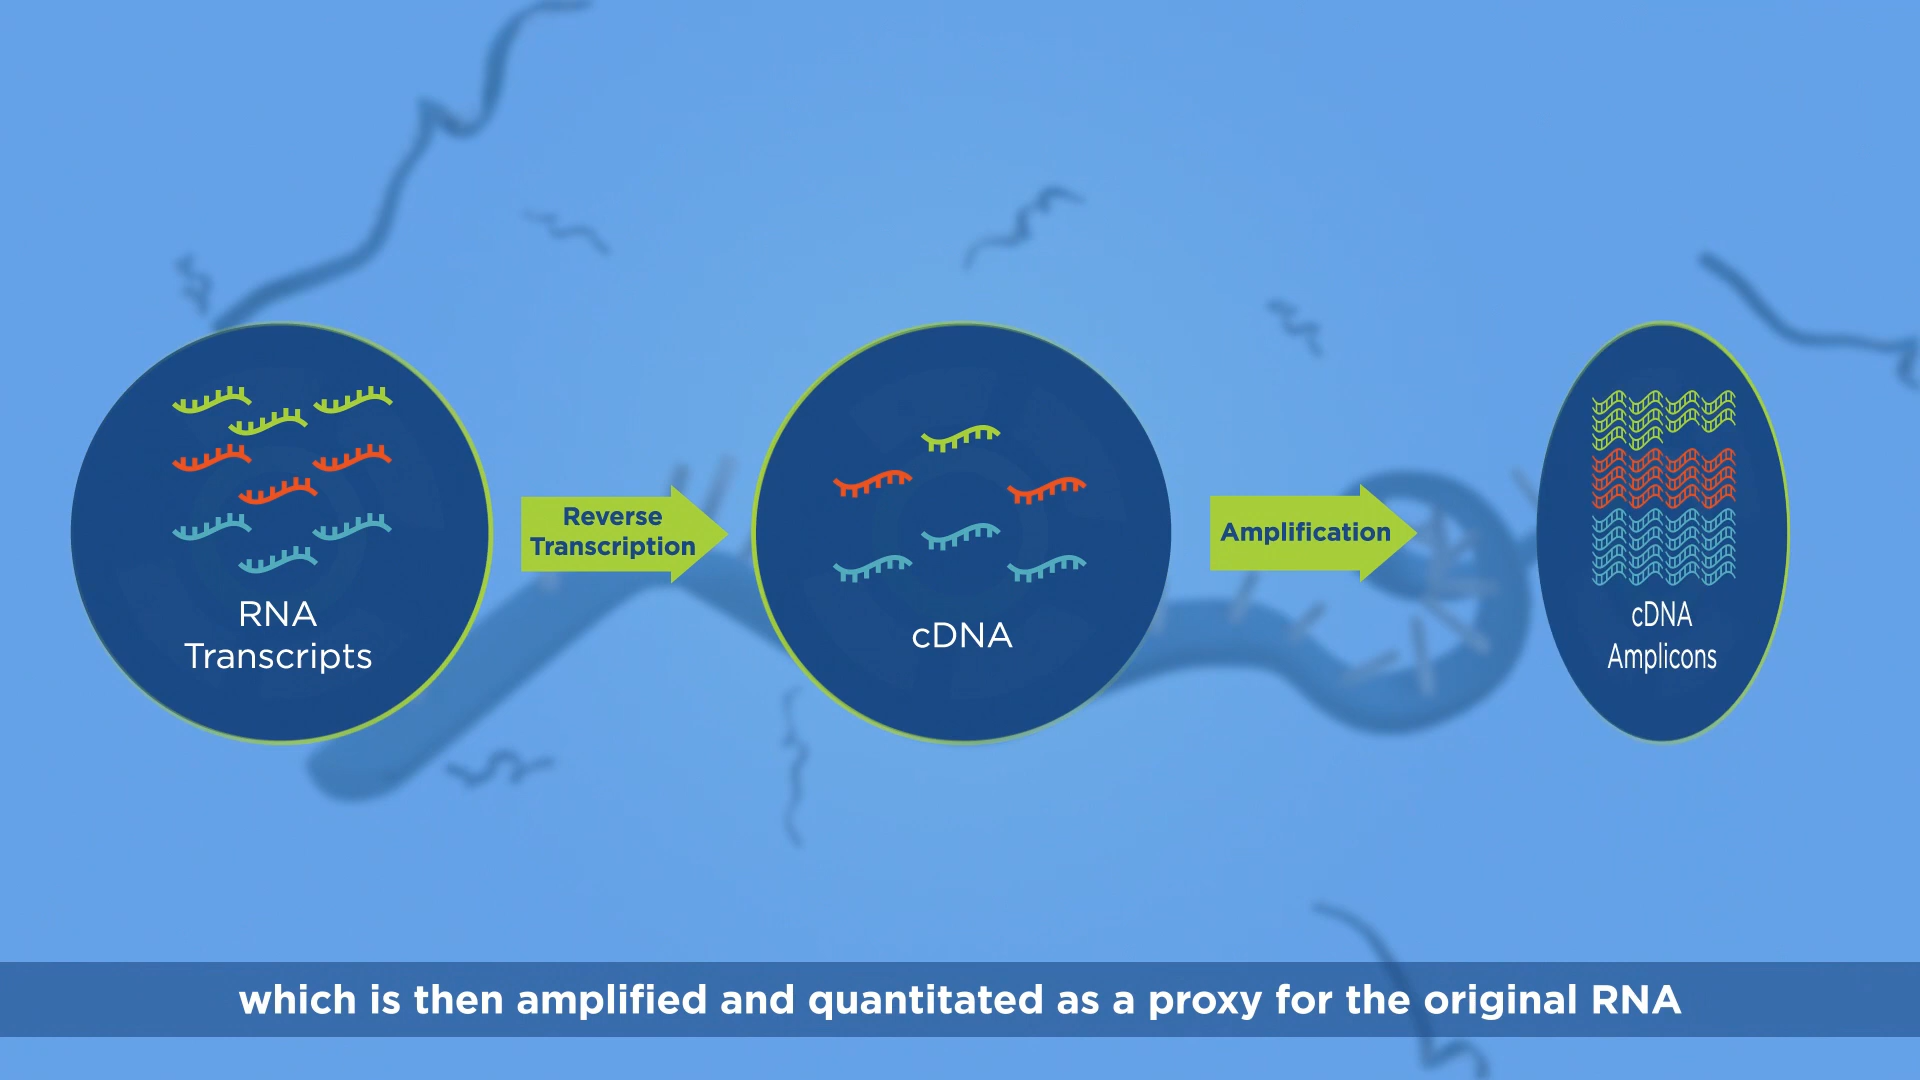 RNA
Transcripts
Reverse
Transcription
cDNA
Amplification
cDNA
Amplicons
which is then amplified and quantitated as a proxy for the original RNA